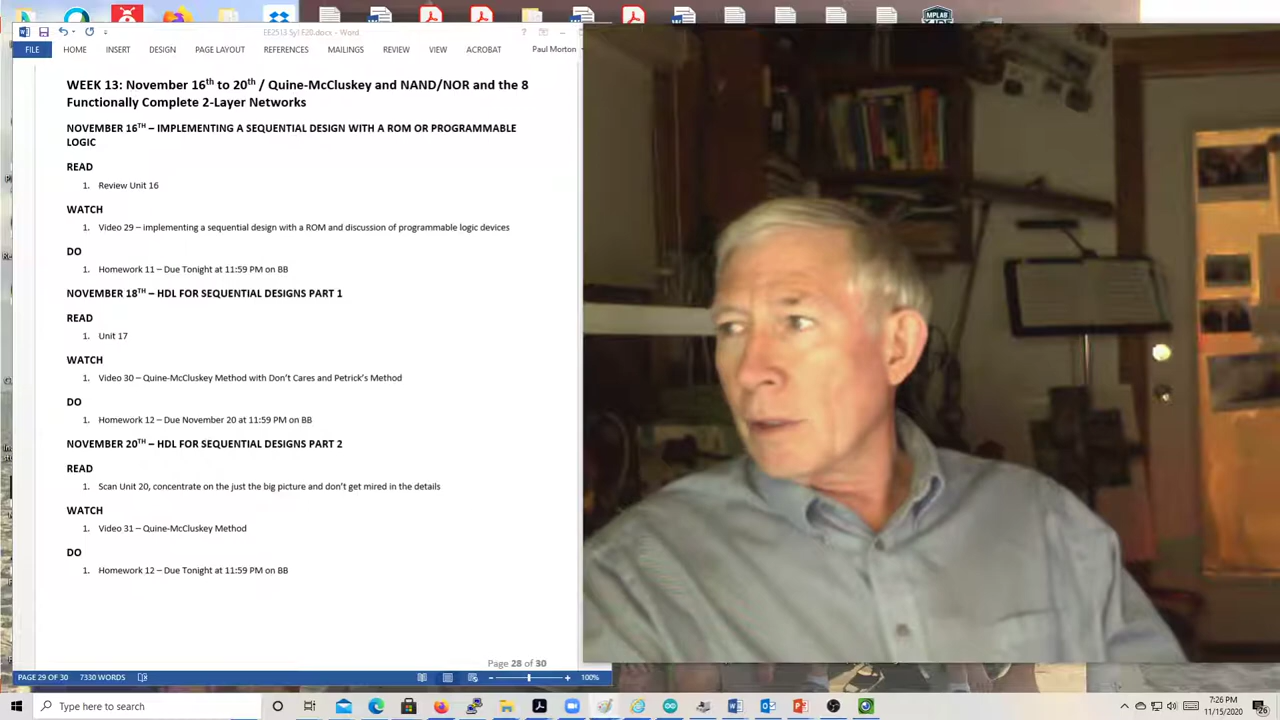 MPLAB
EE2513 Syl F20.docx - Word
FILE HOME INSERT DESIGN PAGE LAYOUT REFERENCES MAILINGS REVIEW VIEW ACROBAT Paul Morton
WEEK 13: November 16th to 20th / Quine-McCluskey and NAND/NOR and the 8
Functionally Complete 2-Layer Networks
NOVEMBER 16TH – IMPLEMENTING A SEQUENTIAL DESIGN WITH A ROM OR PROGRAMMABLE
LOGIC
READ
1. Review Unit 16
WATCH
1. Video 29 – implementing a sequential design with a ROM and discussion of programmable logic devices
DO
1. Homework 11 – Due Tonight at 11:59 PM on BB
NOVEMBER 18TH – HDL FOR SEQUENTIAL DESIGNS PART 1
READ
1. Unit 17
WATCH
1. Video 30 – Quine-McCluskey Method with Don't Cares and Petrick's Method
DO
1. Homework 12 – Due November 20 at 11:59 PM on BB
NOVEMBER 20TH – HDL FOR SEQUENTIAL DESIGNS PART 2
READ
1. Scan Unit 20, concentrate on the just the big picture and don't get mired in the details
WATCH
1. Video 31 – Quine-McCluskey Method
DO
1. Homework 12 – Due Tonight at 11:59 PM on BB
Page 28 of 30
PAGE 29 OF 30 7330 WORDS 100%
Type here to search
7:26 PM
11/15/2020